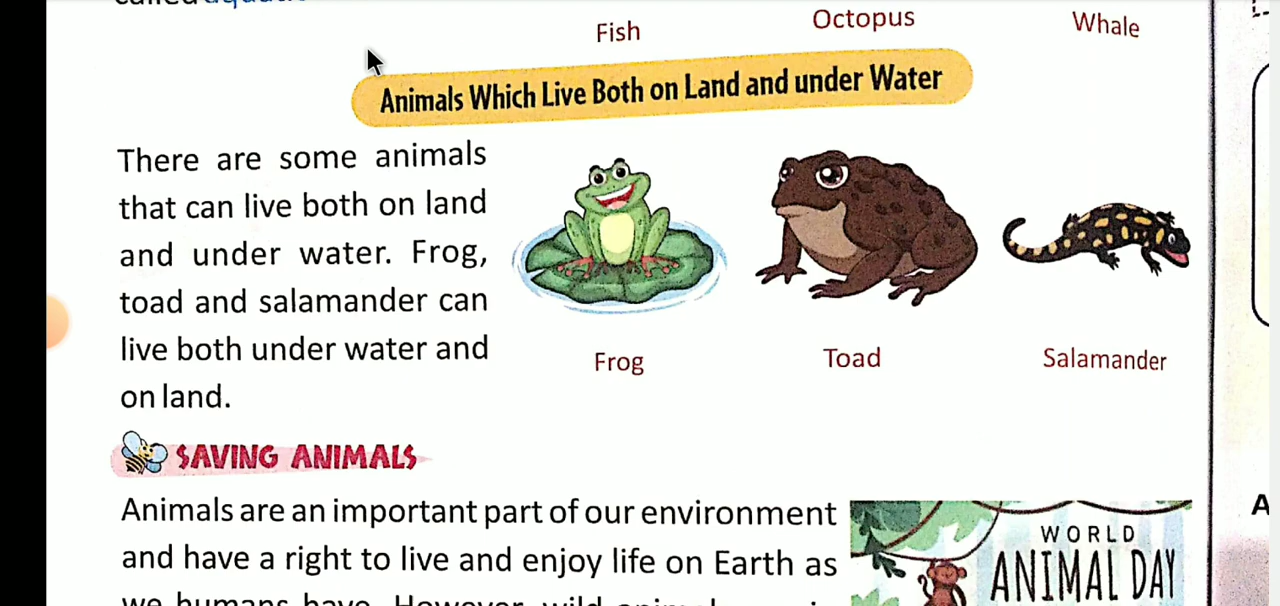 Fish Octopus Whale
Animals Which Live Both on Land and under Water
There are some animals
that can live both on land
and under water. Frog,
toad and salamander can
live both under water and
on land.
Frog Toad Salamander
SAVING ANIMALS
Animals are an important part of our environment
and have a right to live and enjoy life on Earth as
WORLD
ANIMAL DAY